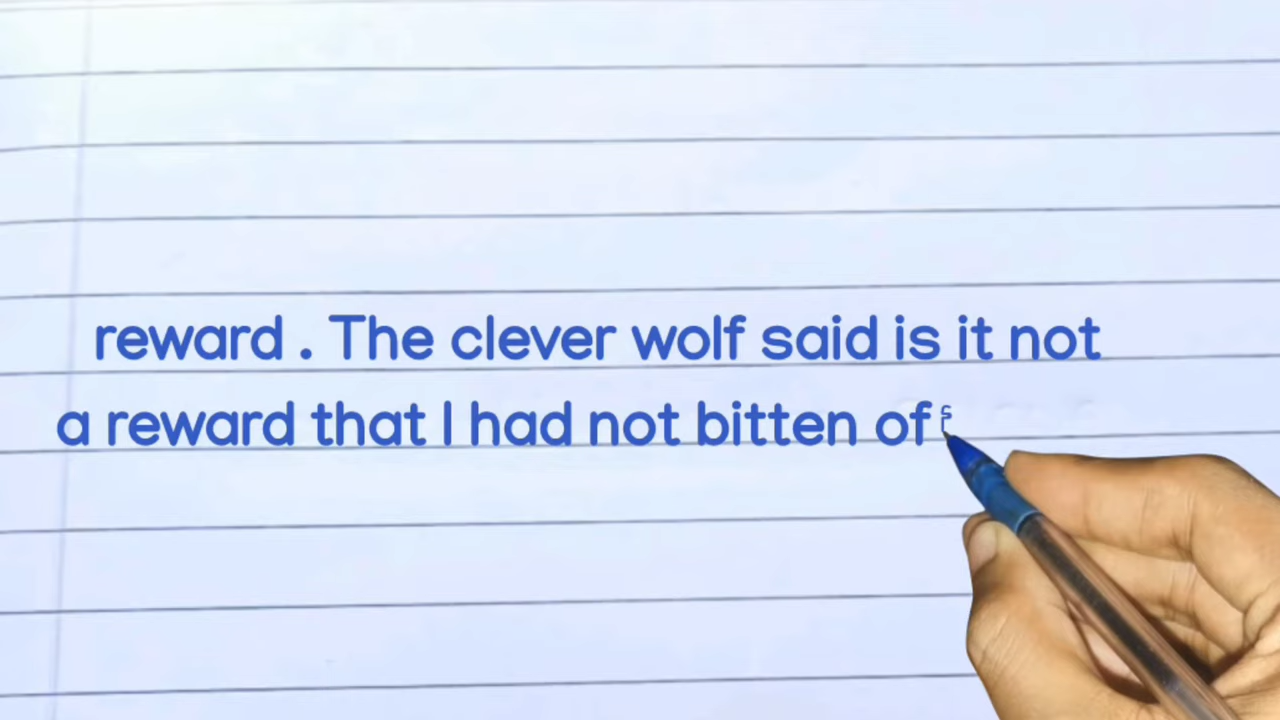 reward . The clever wolf said is it not
a reward that I had not bitten of